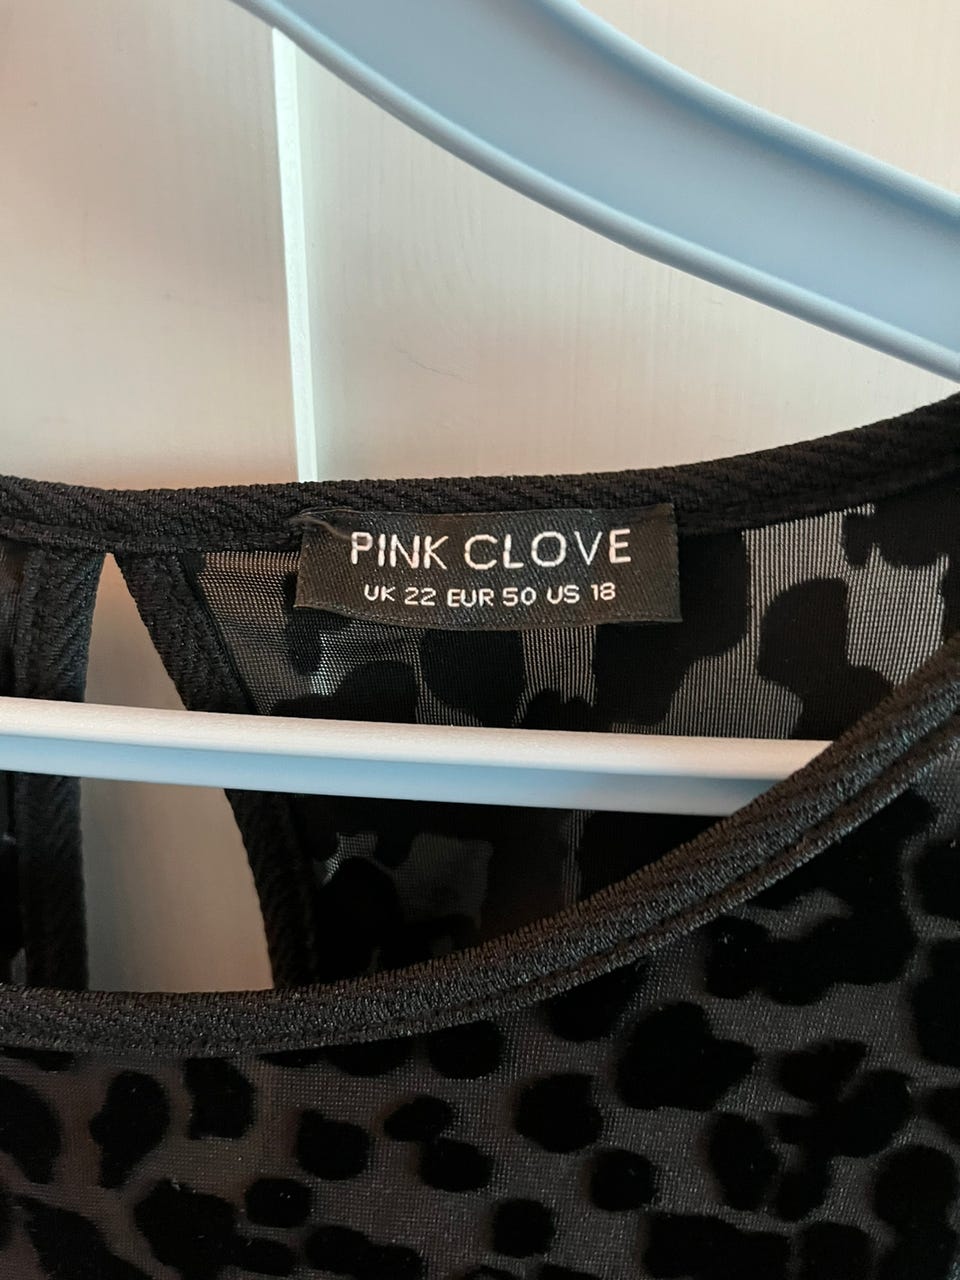 PINK CLOVE
UK 22 EUR 50 US 18